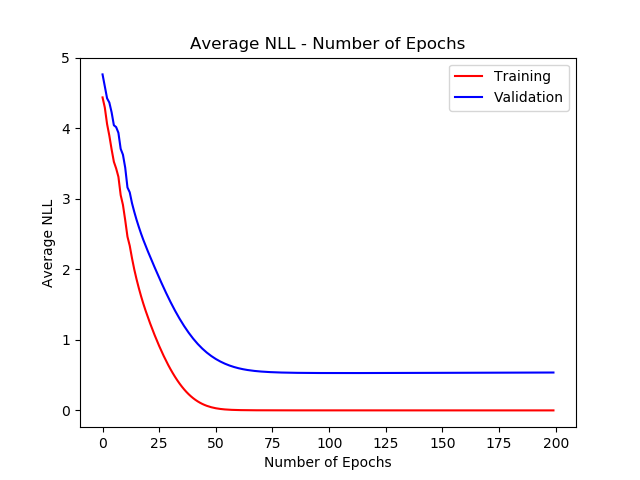 Average NLL - Number of Epochs
Training
Validation
Average NLL
5
4
3
2
1
0
0 25 50 75 100 125 150 175 200
Number of Epochs